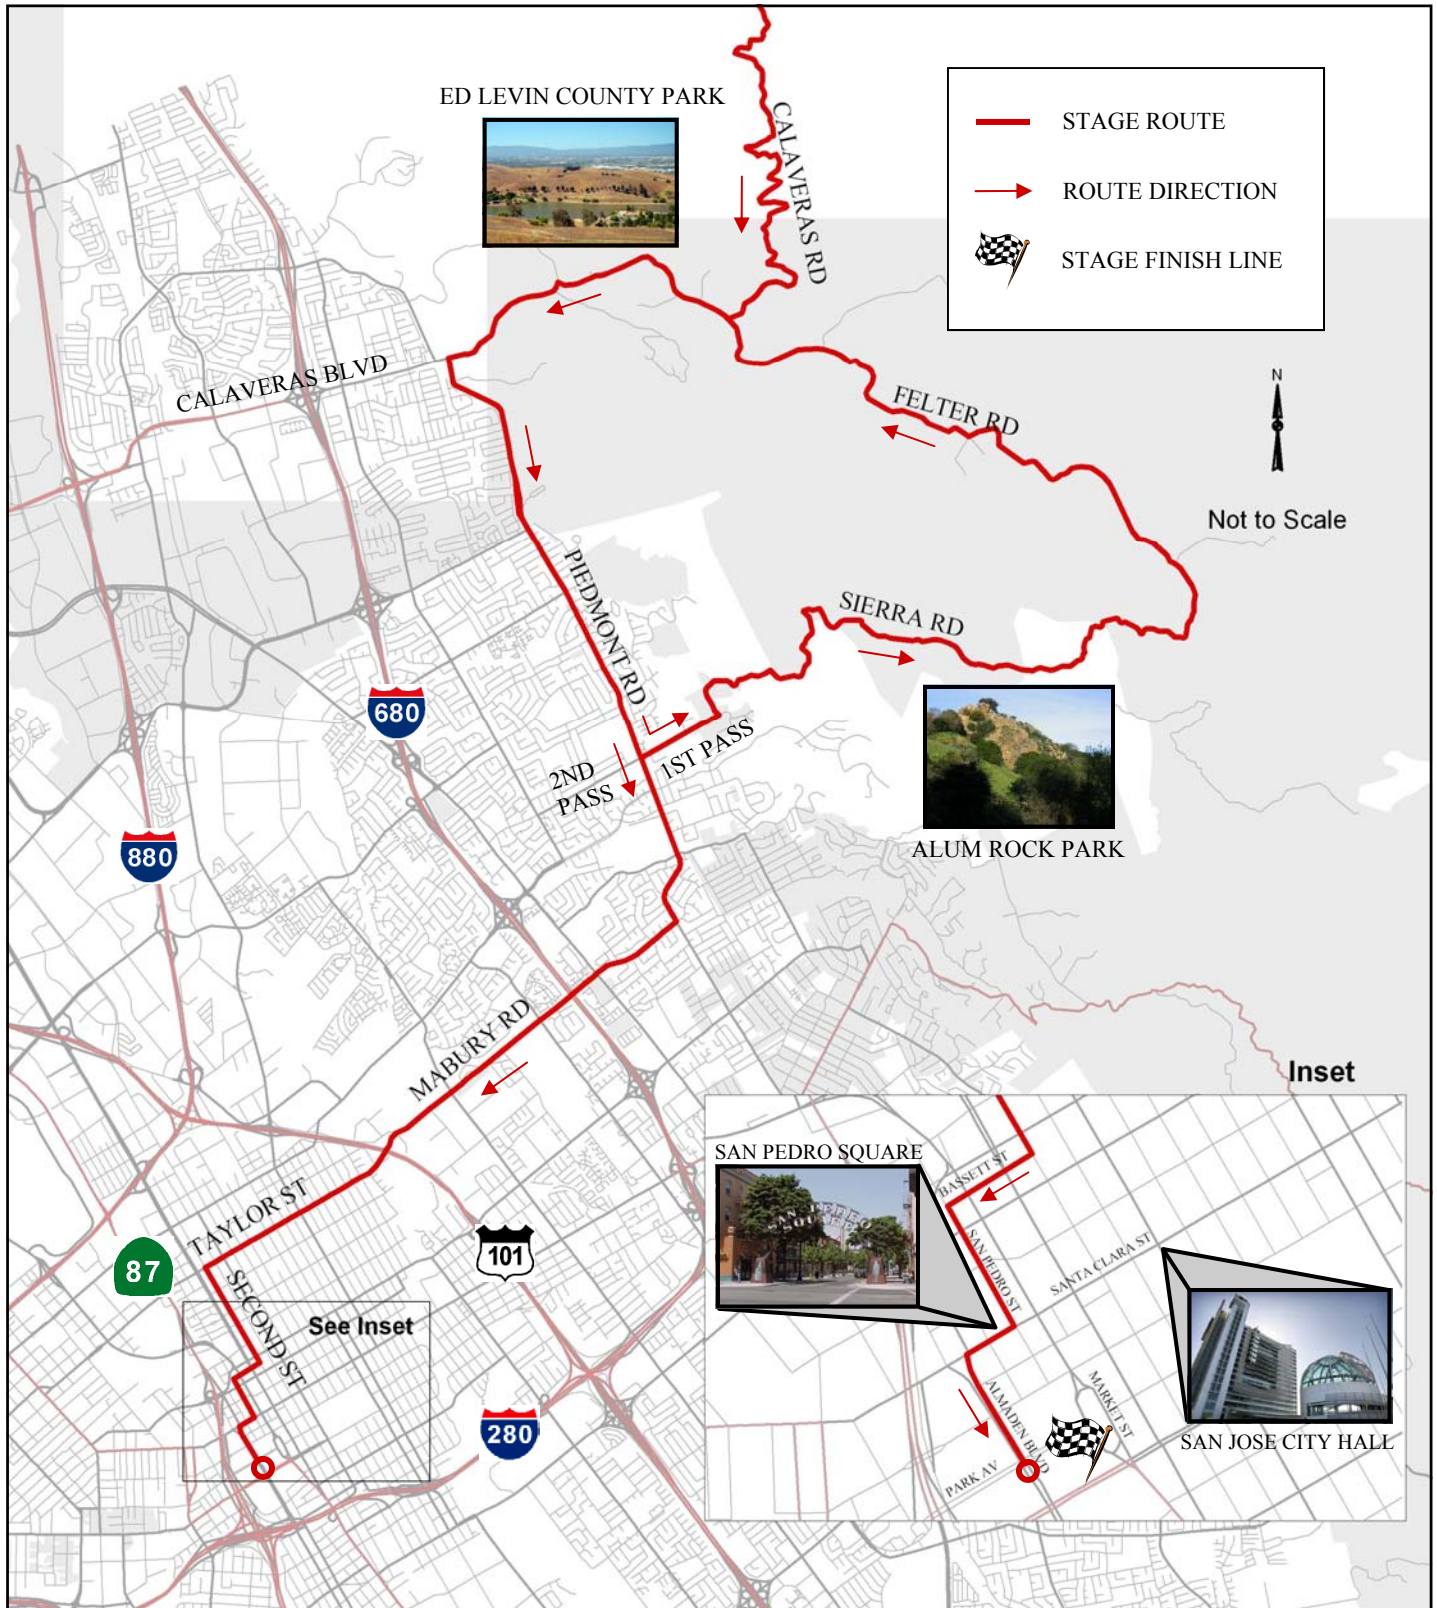 ED LEVIN COUNTY PARK
CALAVERAS RD
STAGE ROUTE
ROUTE DIRECTION
STAGE FINISH LINE
CALAVERAS BLVD
FELTER RD
N
Not to Scale
PIEDMONT RD
SIERRA RD
680
1ST PASS
2ND
PASS
880
ALUM ROCK PARK
MABURY RD
Inset
TAYLOR ST
87
101
SECOND ST
See Inset
280
SAN PEDRO SQUARE
SAN PEDRO
SQUARE
BASSETT ST
SAN PEDRO ST
SANTA CLARA ST
ALMADEN BLVD
MARKET ST
PARK AV
SAN JOSE CITY HALL